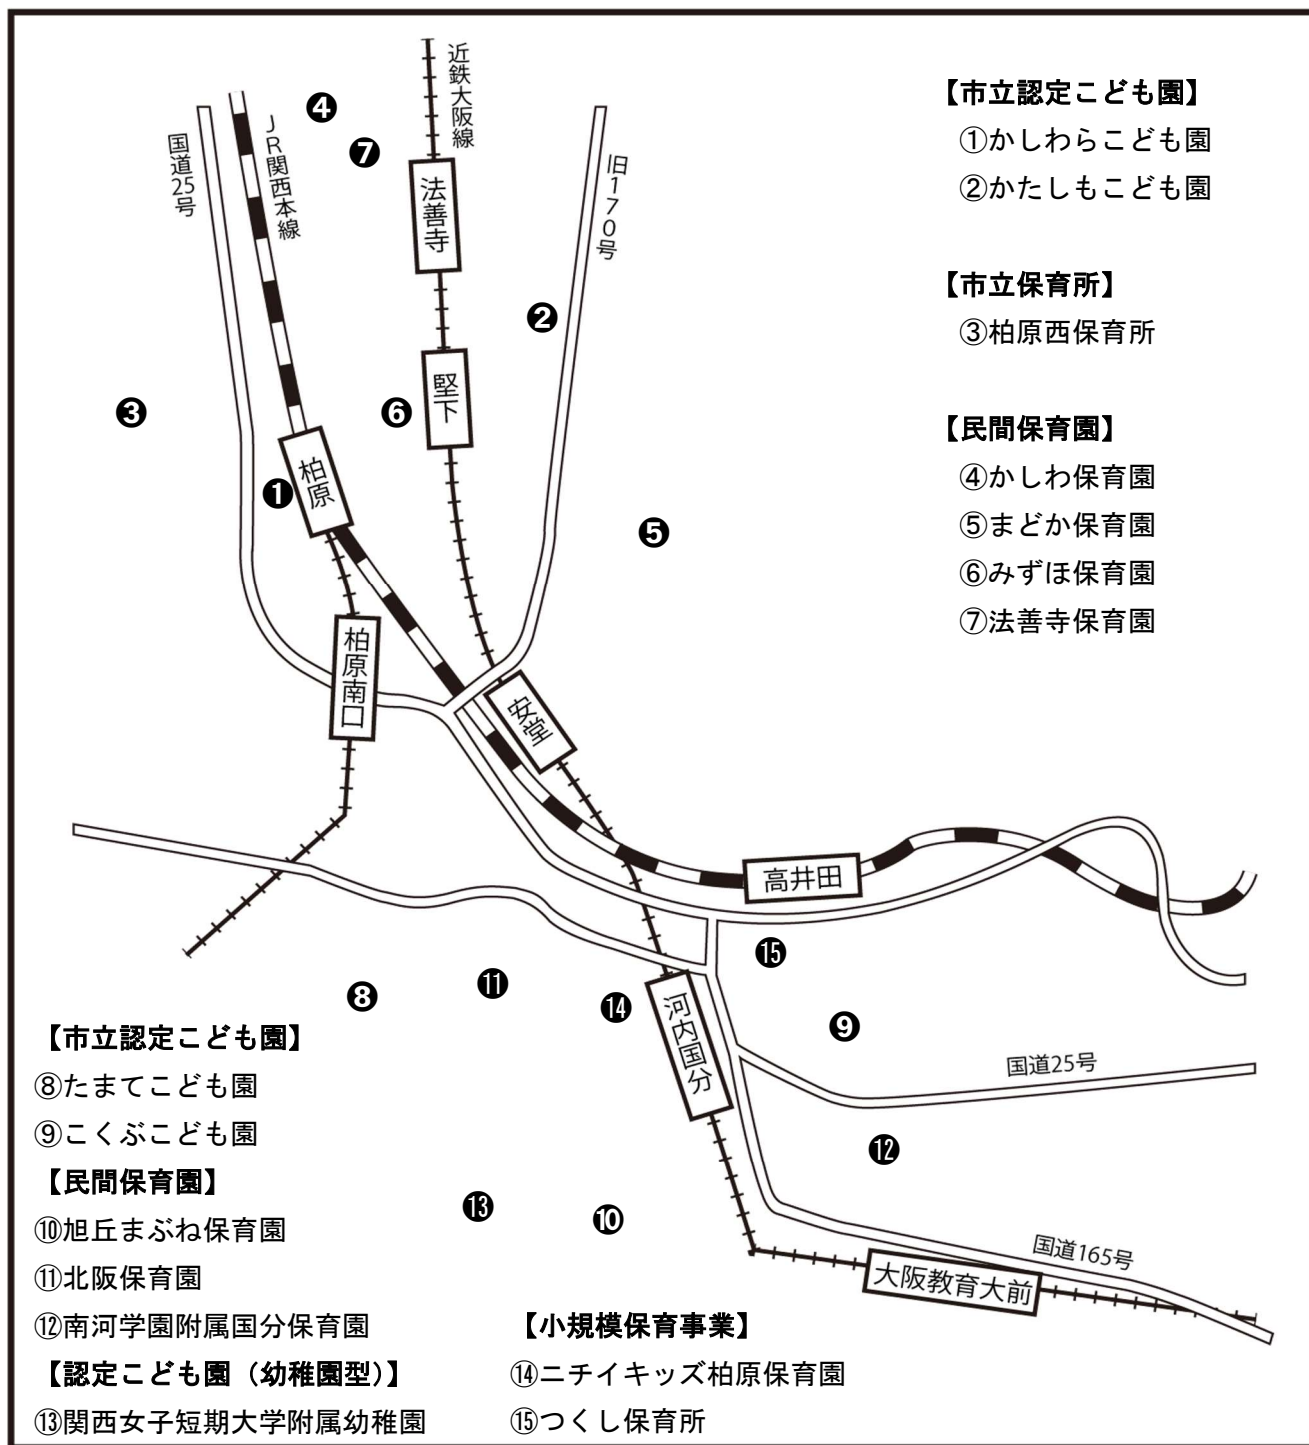 近鉄大阪線
❹
国道25号
JR関西本線
❼
法善寺
旧170号
【市立認定こども園】
①かしわらこども園
②かたしもこども園
【市立保育所】
③柏原西保育所
【民間保育園】
④かしわ保育園
⑤まどか保育園
⑥みずほ保育園
⑦法善寺保育園
❷
堅下
❸
❻
柏原
❶
❺
柏原南口
安堂
高井田
⓯
⓫
❽
⓮
河内国分
❾
国道25号
⓬
⓭
❿
国道165号
大阪教育大前
【市立認定こども園】
⑧たまてこども園
⑨こくぶこども園
【民間保育園】
⑩旭丘まぶね保育園
⑪北阪保育園
⑫南河学園附属国分保育園
【認定こども園（幼稚園型）】
⑬関西女子短期大学附属幼稚園
【小規模保育事業】
⑭ニチイキッズ柏原保育園
⑮つくし保育所